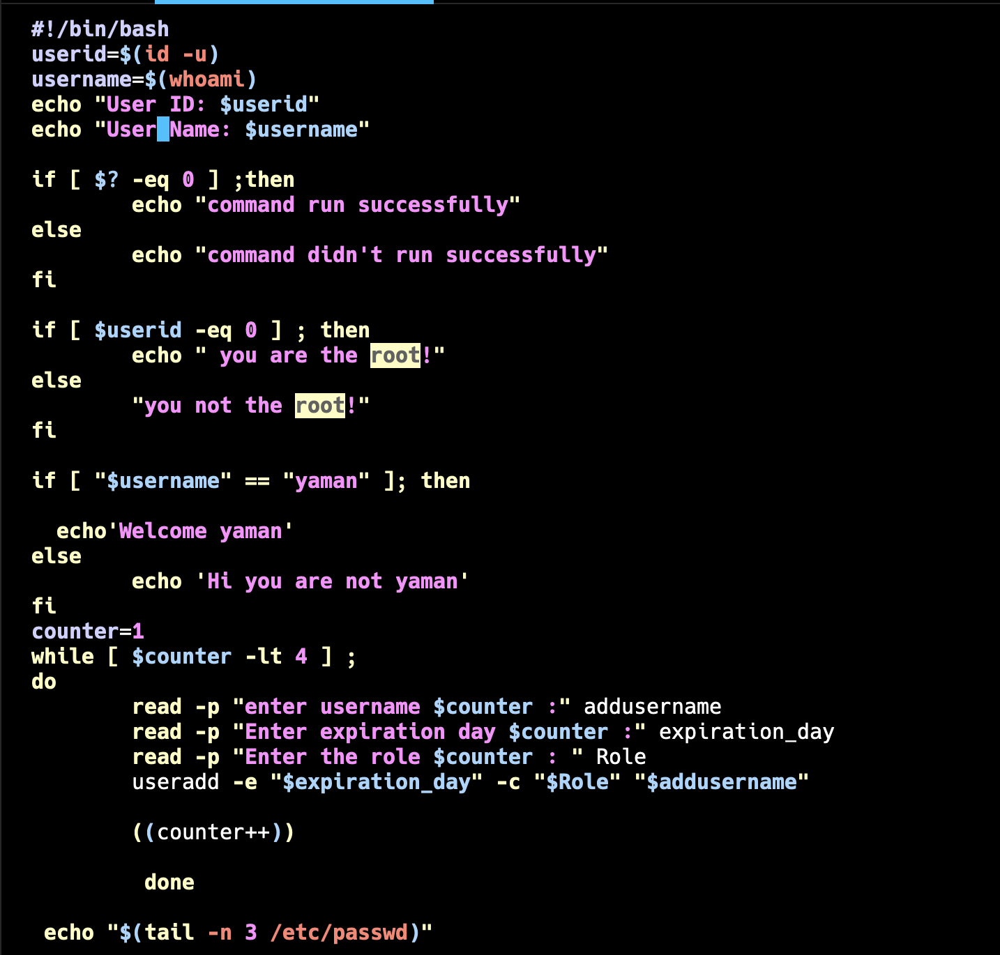 #!/bin/bash
userid=$(id -u)
username=$(whoami)
echo "User ID: $userid"
echo "User Name: $username"
if [ $? -eq 0 ] ;then
echo "command run successfully"
else
echo "command didn't run successfully"
fi
if [ $userid -eq 0 ] ; then
echo " you are the root!"
else
"you not the root!"
fi
if [ "$username" == "yaman" ]; then
echo'Welcome yaman'
else
echo 'Hi you are not yaman'
fi
counter=1
while [ $counter -lt 4 ] ;
do
read -p "enter username $counter :" addusername
read -p "Enter expiration day $counter :" expiration_day
read -p "Enter the role $counter : " Role
useradd -e "$expiration_day" -c "$Role" "$addusername"
((counter++))
done
echo "$(tail -n 3 /etc/passwd)"